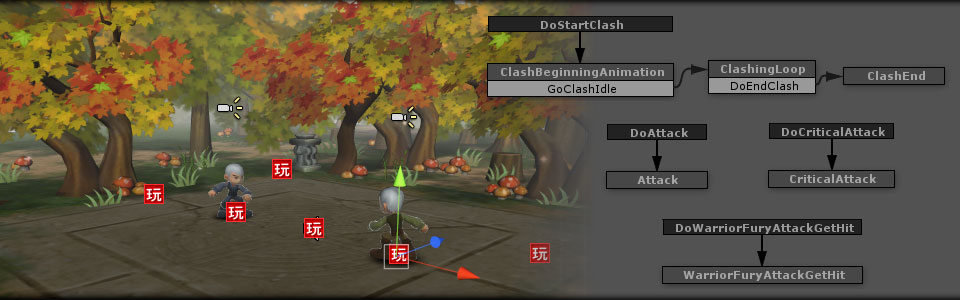 DoStartClash
ClashBeginningAnimation
GoClashIdle
ClashingLoop
DoEndClash
ClashEnd
DoAttack
Attack
DoCriticalAttack
CriticalAttack
DoWarriorFuryAttackGetHit
WarriorFuryAttackGetHit
玩
玩
玩
玩
玩
玩